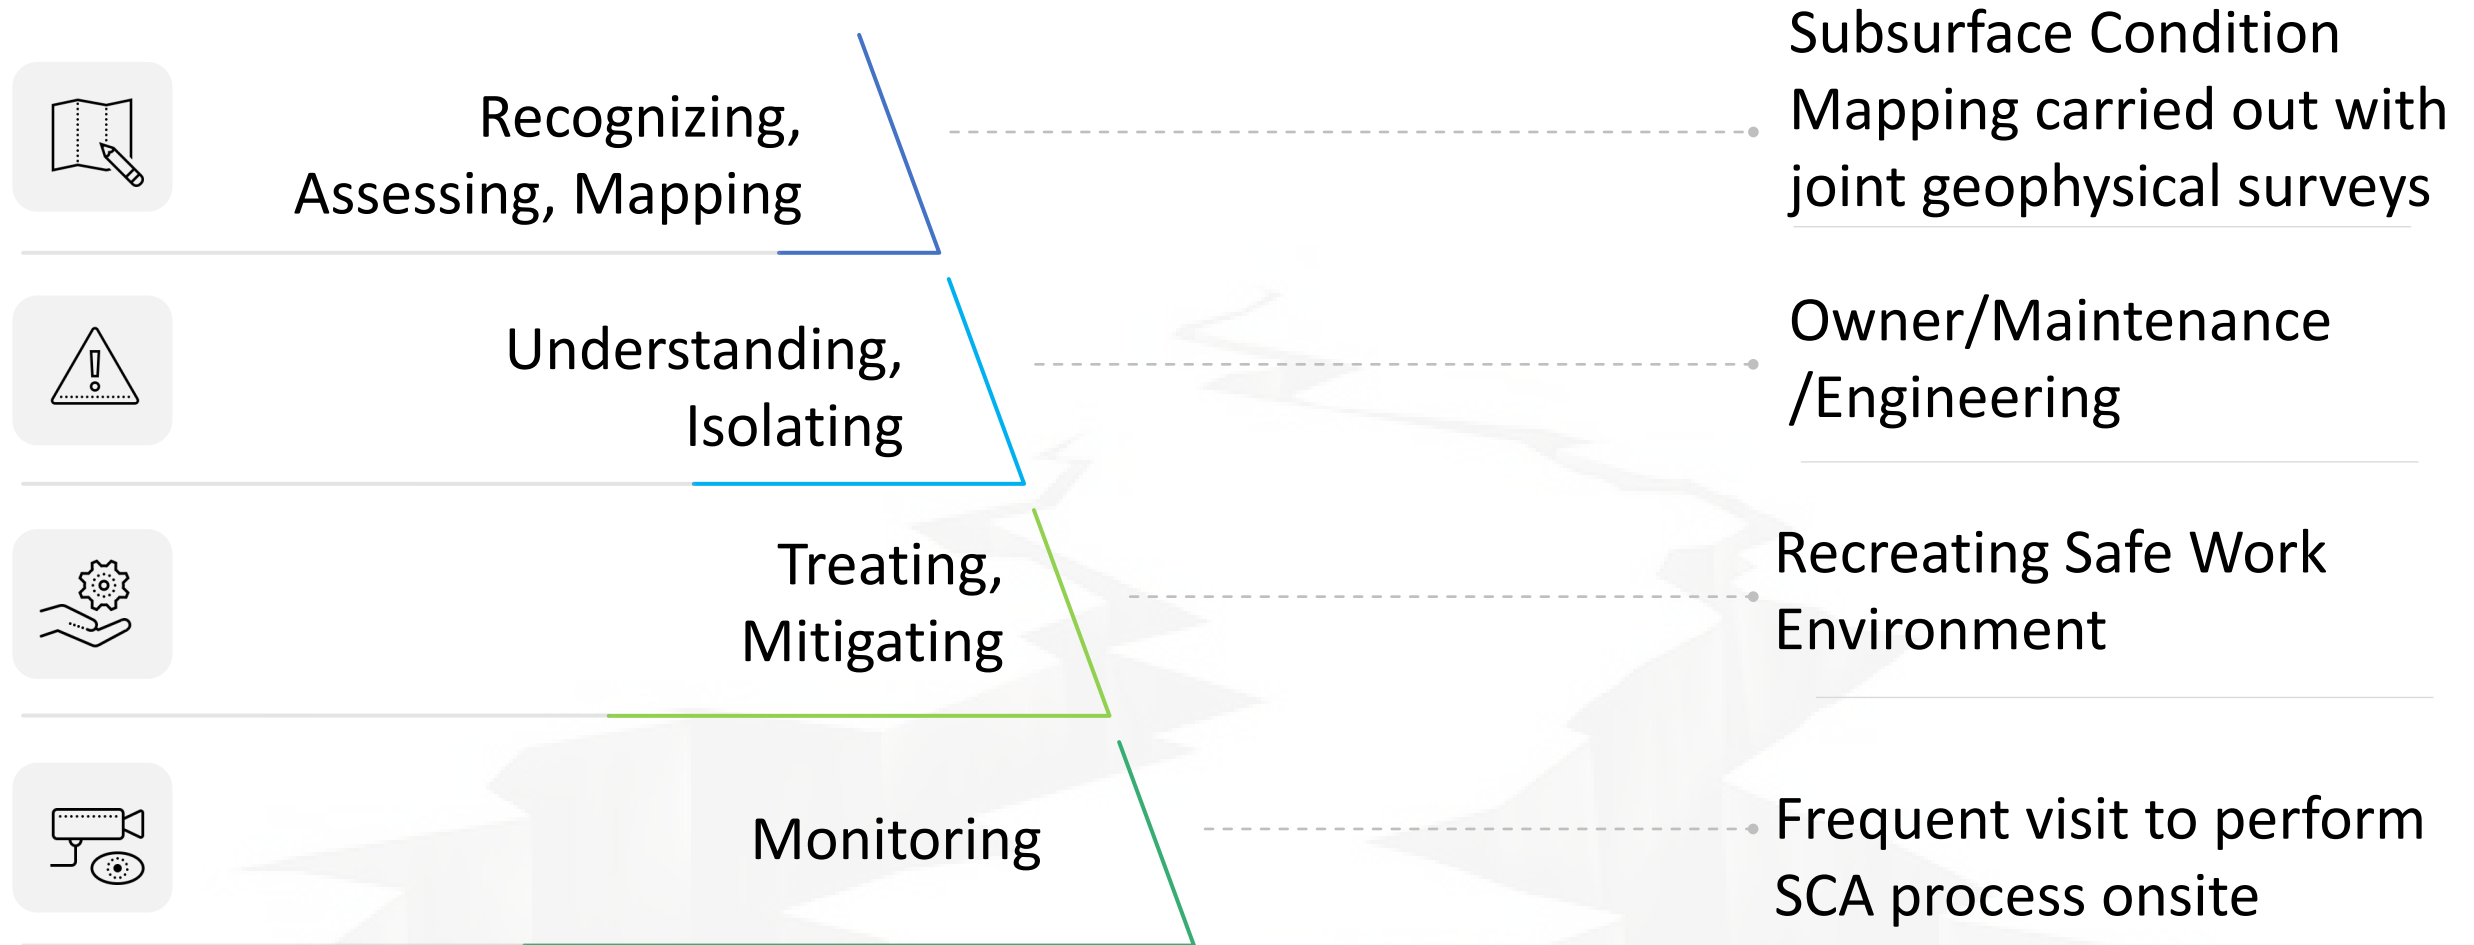 Recognizing,
Assessing, Mapping
Subsurface Condition
Mapping carried out with
joint geophysical surveys
Understanding,
Isolating
Owner/Maintenance
/Engineering
Treating,
Mitigating
Recreating Safe Work
Environment
Monitoring
Frequent visit to perform
SCA process onsite